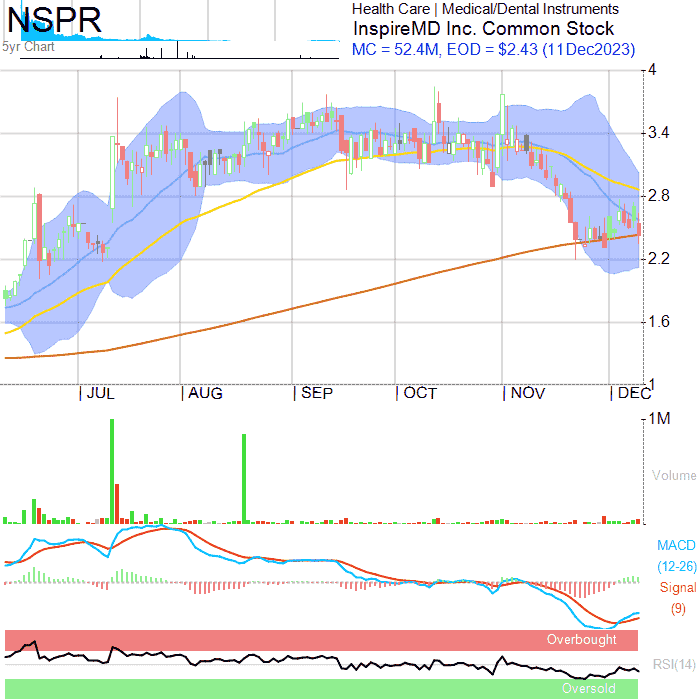 NSPR
Health Care | Medical/Dental Instruments
InspireMD Inc. Common Stock
5yr Chart
MC = 52.4M, EOD = $2.43 (11Dec2023)
4
3.4
2.8
2.2
1.6
1
JUL
AUG
SEP
OCT
NOV
DEC
1M
Volume
MACD
(12-26)
Signal
(9)
Overbought
RSI(14)
Oversold